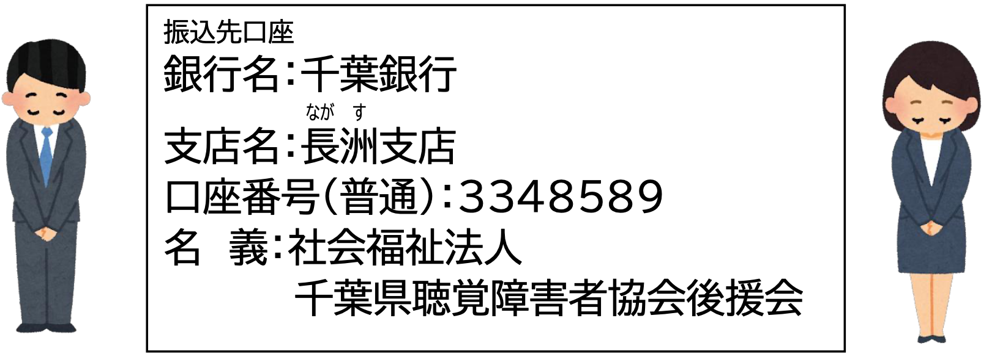 振込先口座
銀行名：千葉銀行
なが　す
支店名：長洲支店
口座番号（普通）：３３４８５８９
名　義：社会福祉法人
千葉県聴覚障害者協会後援会